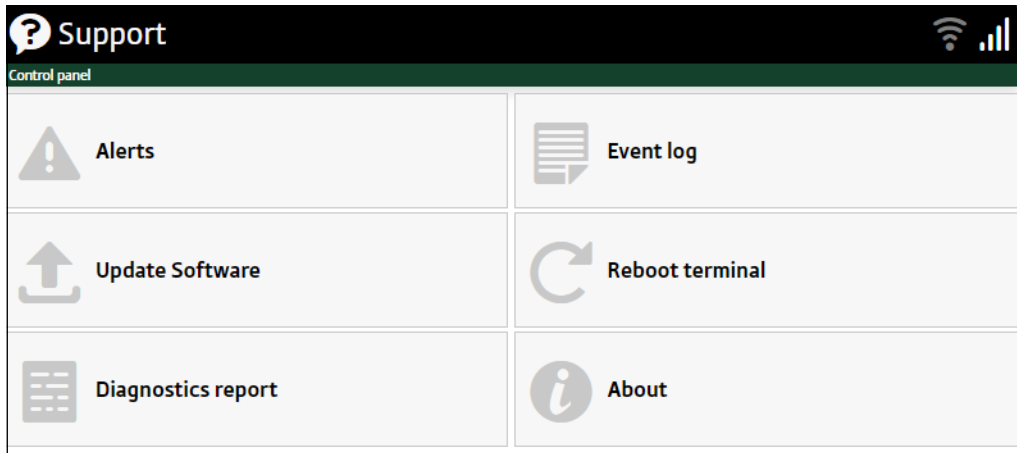 Support
Control panel
Alerts
Event log
Update Software
Reboot terminal
Diagnostics report
About